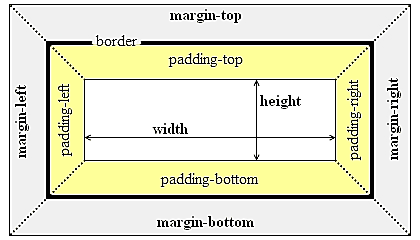 margin-top
border
padding-top
margin-left
padding-left
height
width
padding-right
margin-right
padding-bottom
margin-bottom